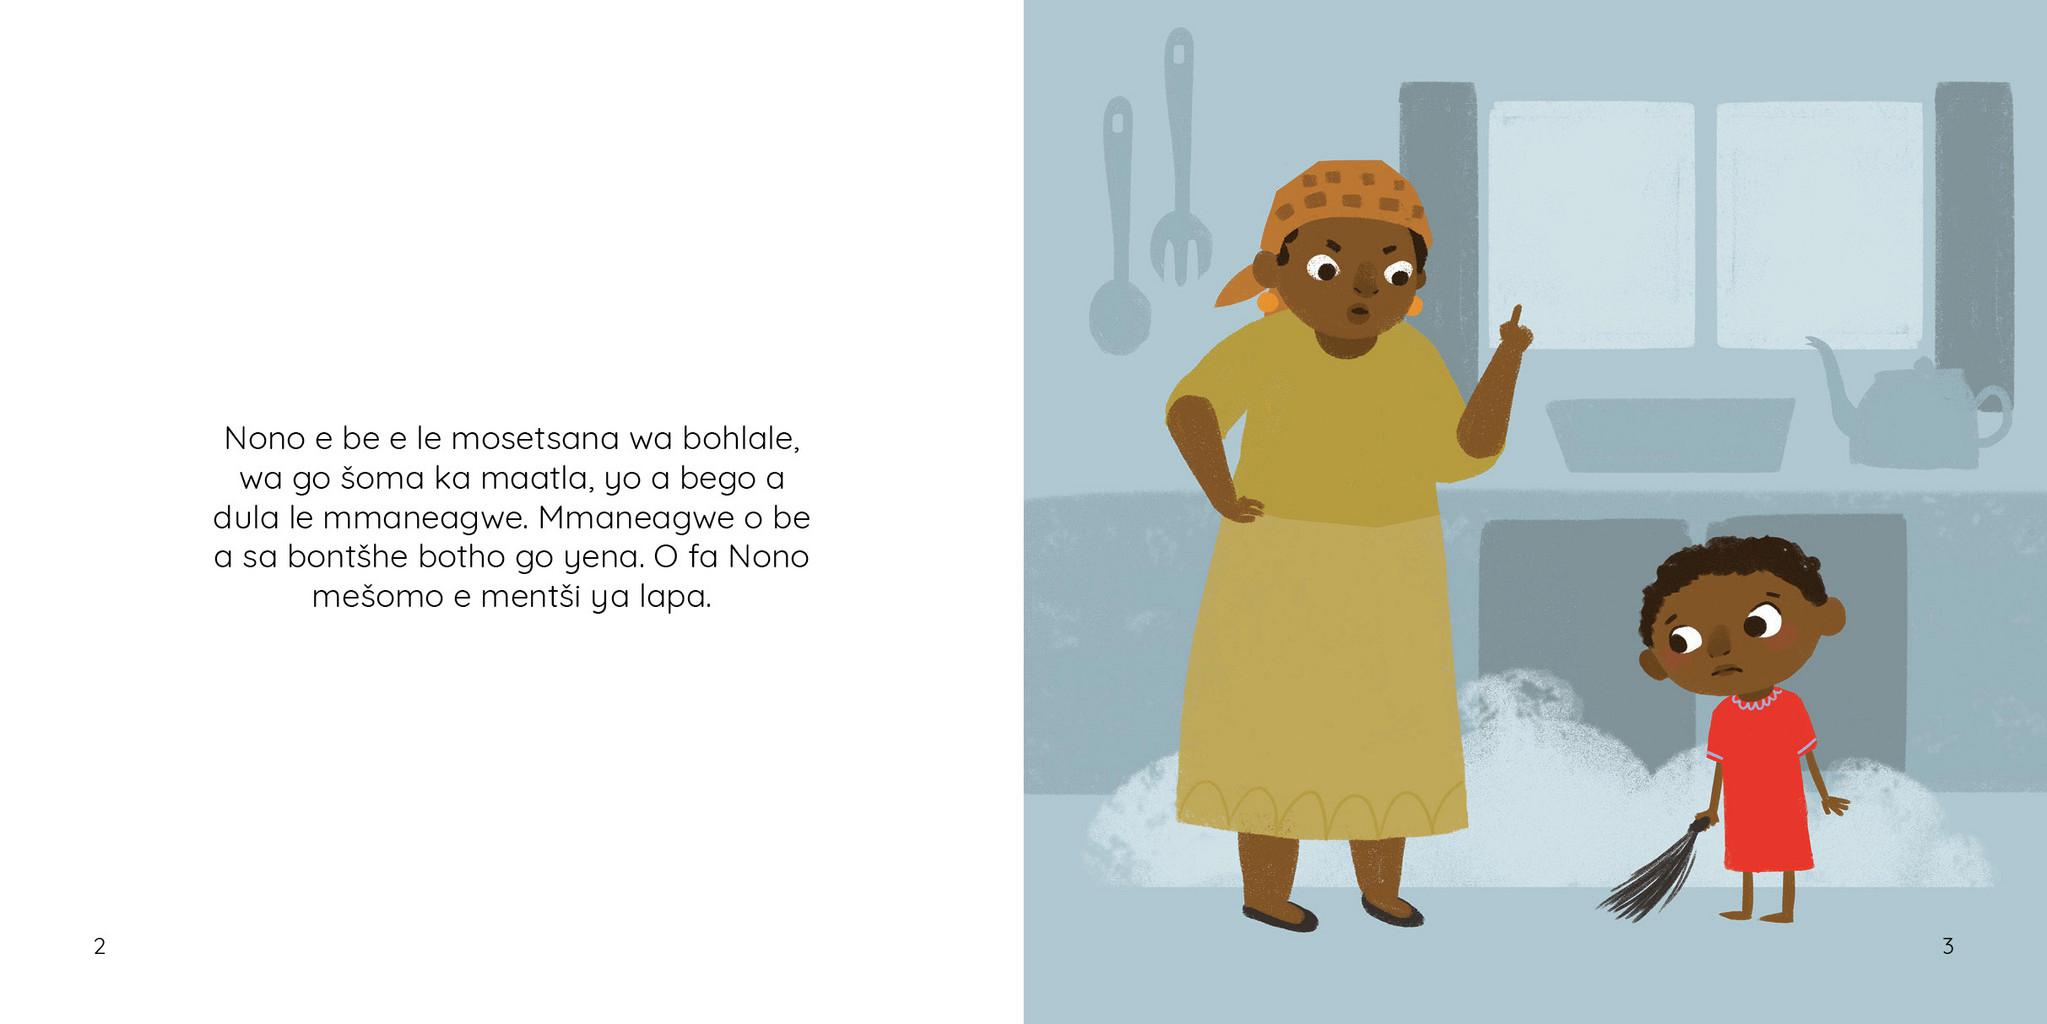 Nono e be e le mosetsana wa bohlale,
wa go šoma ka maatla, yo a bego a
dula le mmaneagwe. Mmaneagwe o be
a sa bontšhe botho go yena. O fa Nono
mešomo e mentši ya lapa.
2
3